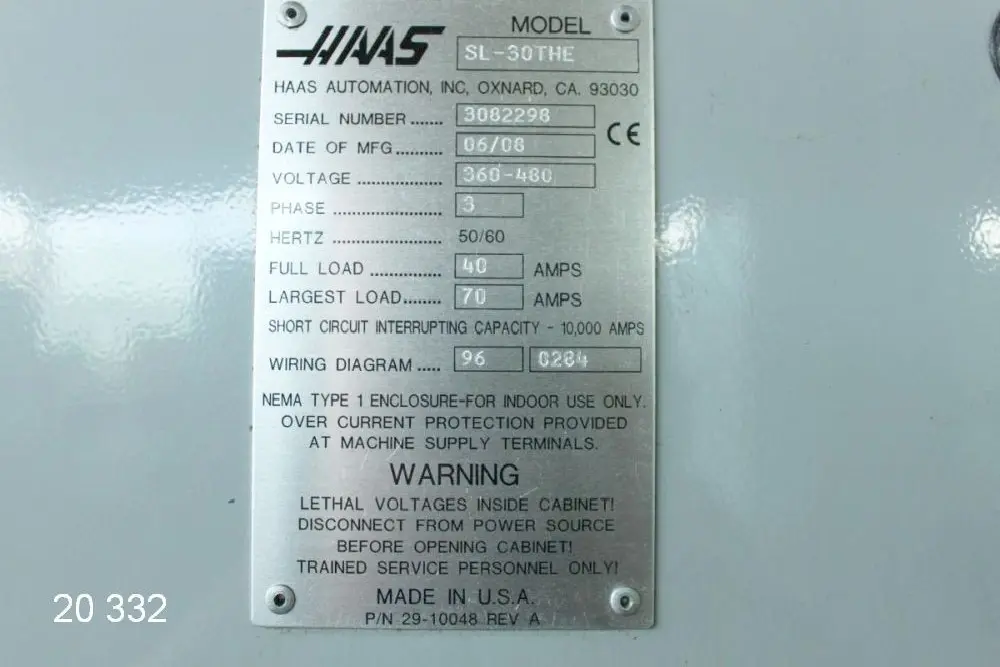 HAAS
MODEL
SL-30THE
HAAS AUTOMATION, INC, OXNARD, CA. 93030
SERIAL NUMBER ....... 3082298
CE
DATE OF MFG.......... 06/08
VOLTAGE .................. 360-480
PHASE ....................... 3
HERTZ ....................... 50/60
FULL LOAD ............... 40 AMPS
LARGEST LOAD........ 70 AMPS
SHORT CIRCUIT INTERRUPTING CAPACITY - 10,000 AMPS
WIRING DIAGRAM ..... 96 0284
NEMA TYPE 1 ENCLOSURE-FOR INDOOR USE ONLY.
OVER CURRENT PROTECTION PROVIDED
AT MACHINE SUPPLY TERMINALS.
WARNING
LETHAL VOLTAGES INSIDE CABINET!
DISCONNECT FROM POWER SOURCE
BEFORE OPENING CABINET!
TRAINED SERVICE PERSONNEL ONLY!
MADE IN U.S.A.
P/N 29-10048 REV A
20 332